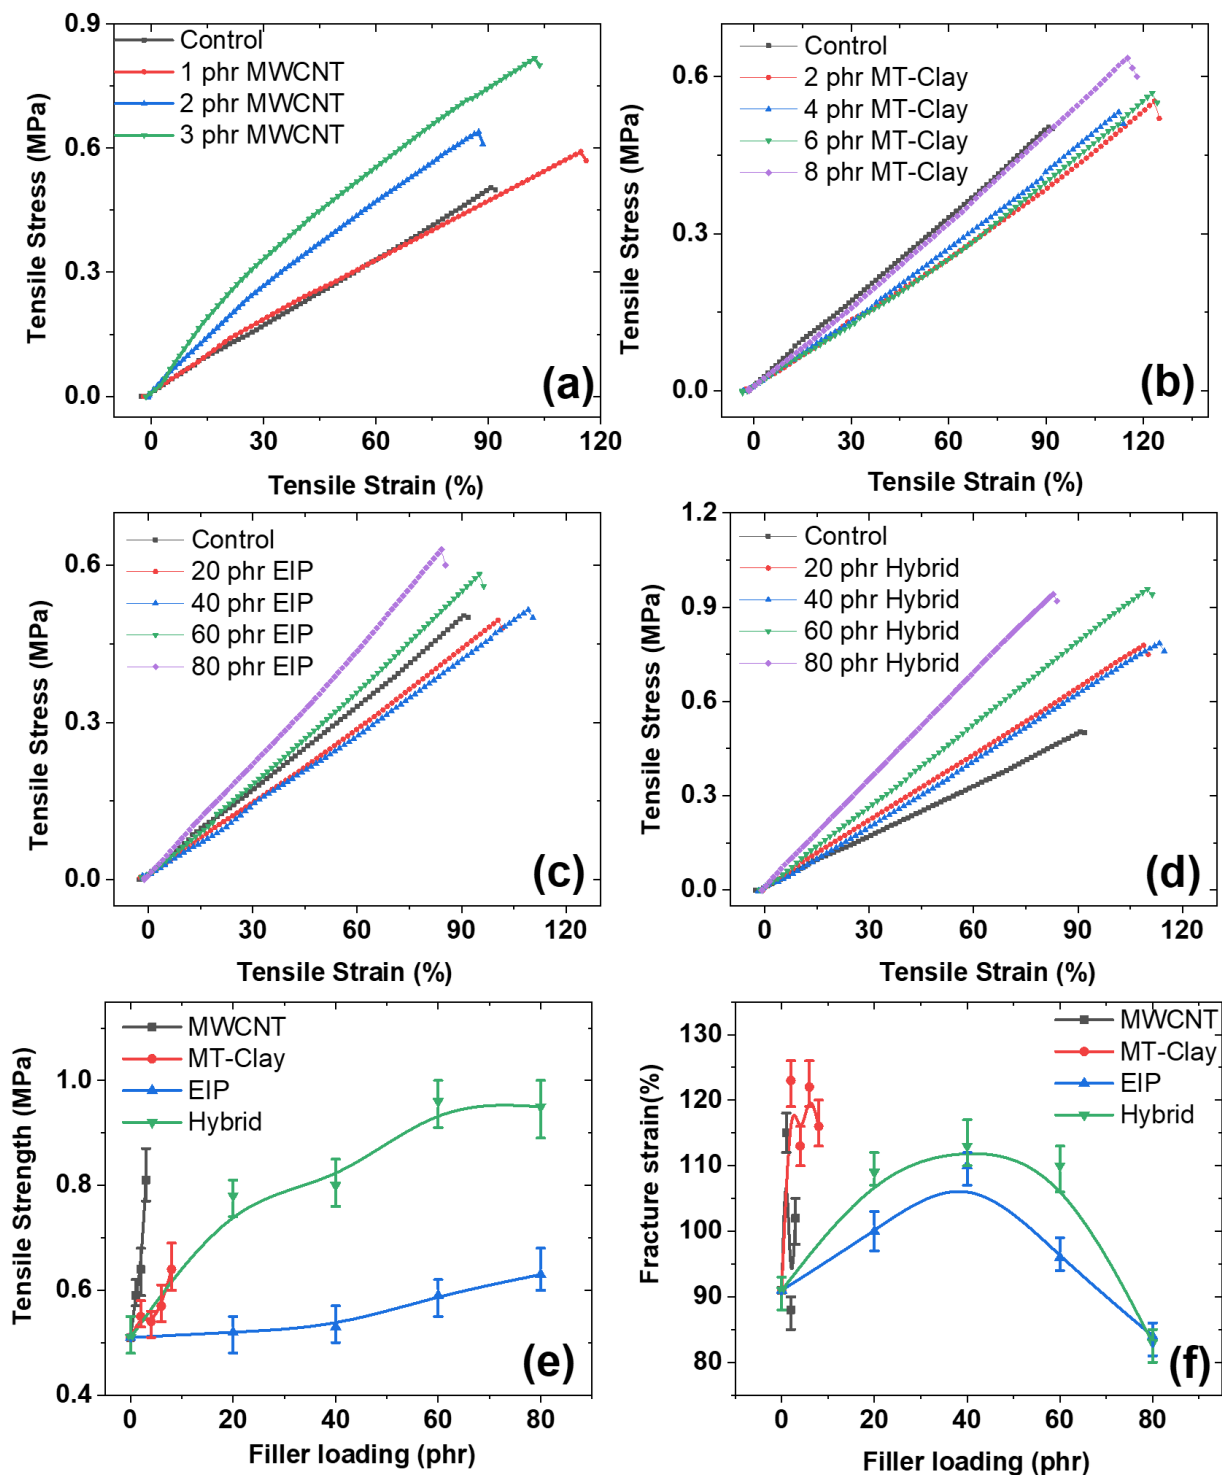 0.9
0.6
0.3
0.0
Tensile Stress (MPa)
Control
1 phr MWCNT
2 phr MWCNT
3 phr MWCNT
(a)
0 30 60 90 120
Tensile Strain (%)
0.6
0.3
0.0
Tensile Stress (MPa)
Control
2 phr MT-Clay
4 phr MT-Clay
6 phr MT-Clay
8 phr MT-Clay
(b)
0 30 60 90 120
Tensile Strain (%)
0.6
0.3
0.0
Tensile Stress (MPa)
Control
20 phr EIP
40 phr EIP
60 phr EIP
80 phr EIP
(c)
0 30 60 90 120
Tensile Strain (%)
1.2
0.9
0.6
0.3
0.0
Tensile Stress (MPa)
Control
20 phr Hybrid
40 phr Hybrid
60 phr Hybrid
80 phr Hybrid
(d)
0 30 60 90 120
Tensile Strain (%)
1.0
0.8
0.6
0.4
Tensile Strength (MPa)
MWCNT
MT-Clay
EIP
Hybrid
(e)
0 20 40 60 80
Filler loading (phr)
130
120
110
100
90
80
Fracture strain(%)
MWCNT
MT-Clay
EIP
Hybrid
(f)
0 20 40 60 80
Filler loading (phr)